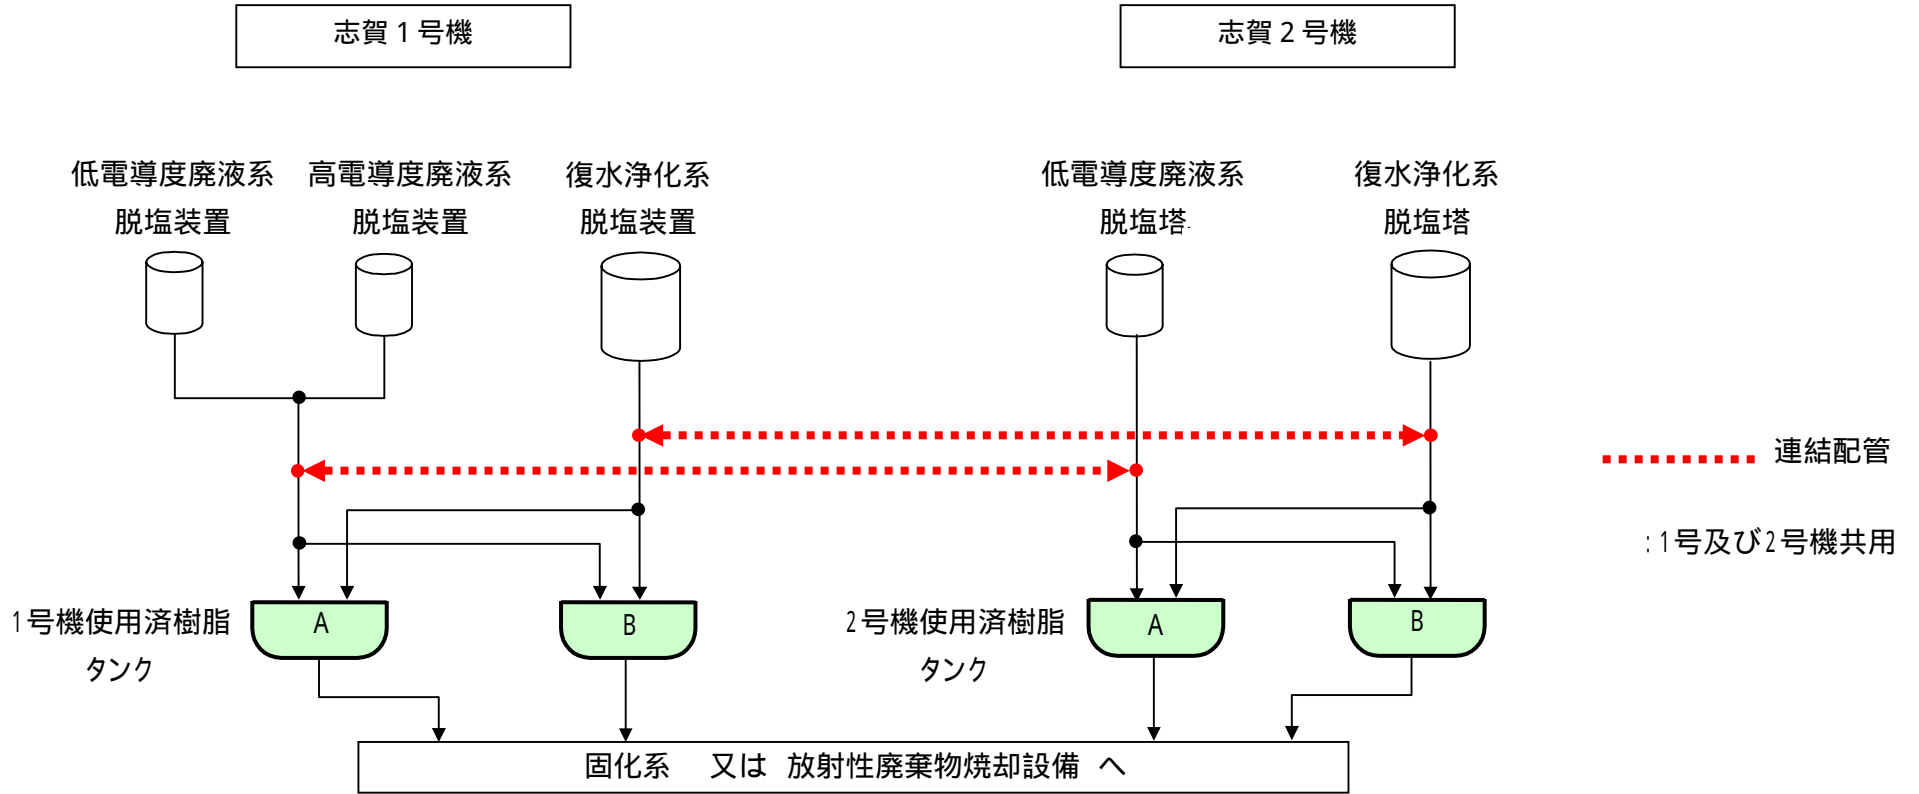 志賀1号機
志賀2号機
低電導度廃液系
脱塩装置
高電導度廃液系
脱塩装置
復水浄化系
脱塩装置
低電導度廃液系
脱塩塔
復水浄化系
脱塩塔
連結配管
:1号及び2号機共用
1号機使用済樹脂
タンク
A
B
2号機使用済樹脂
タンク
A
B
固化系 又は 放射性廃棄物焼却設備 へ